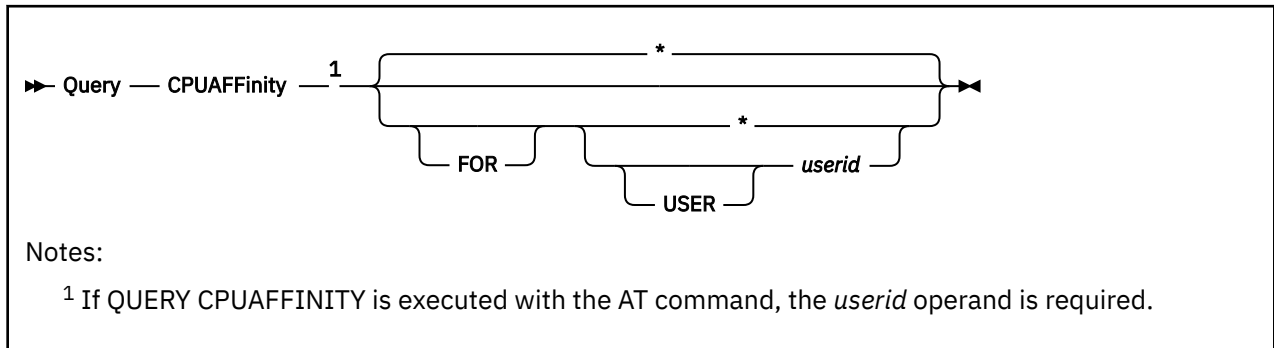 *
Query CPUAFFinity 1
*
FOR userid
USER
Notes:
1 If QUERY CPUAFFINITY is executed with the AT command, the userid operand is required.